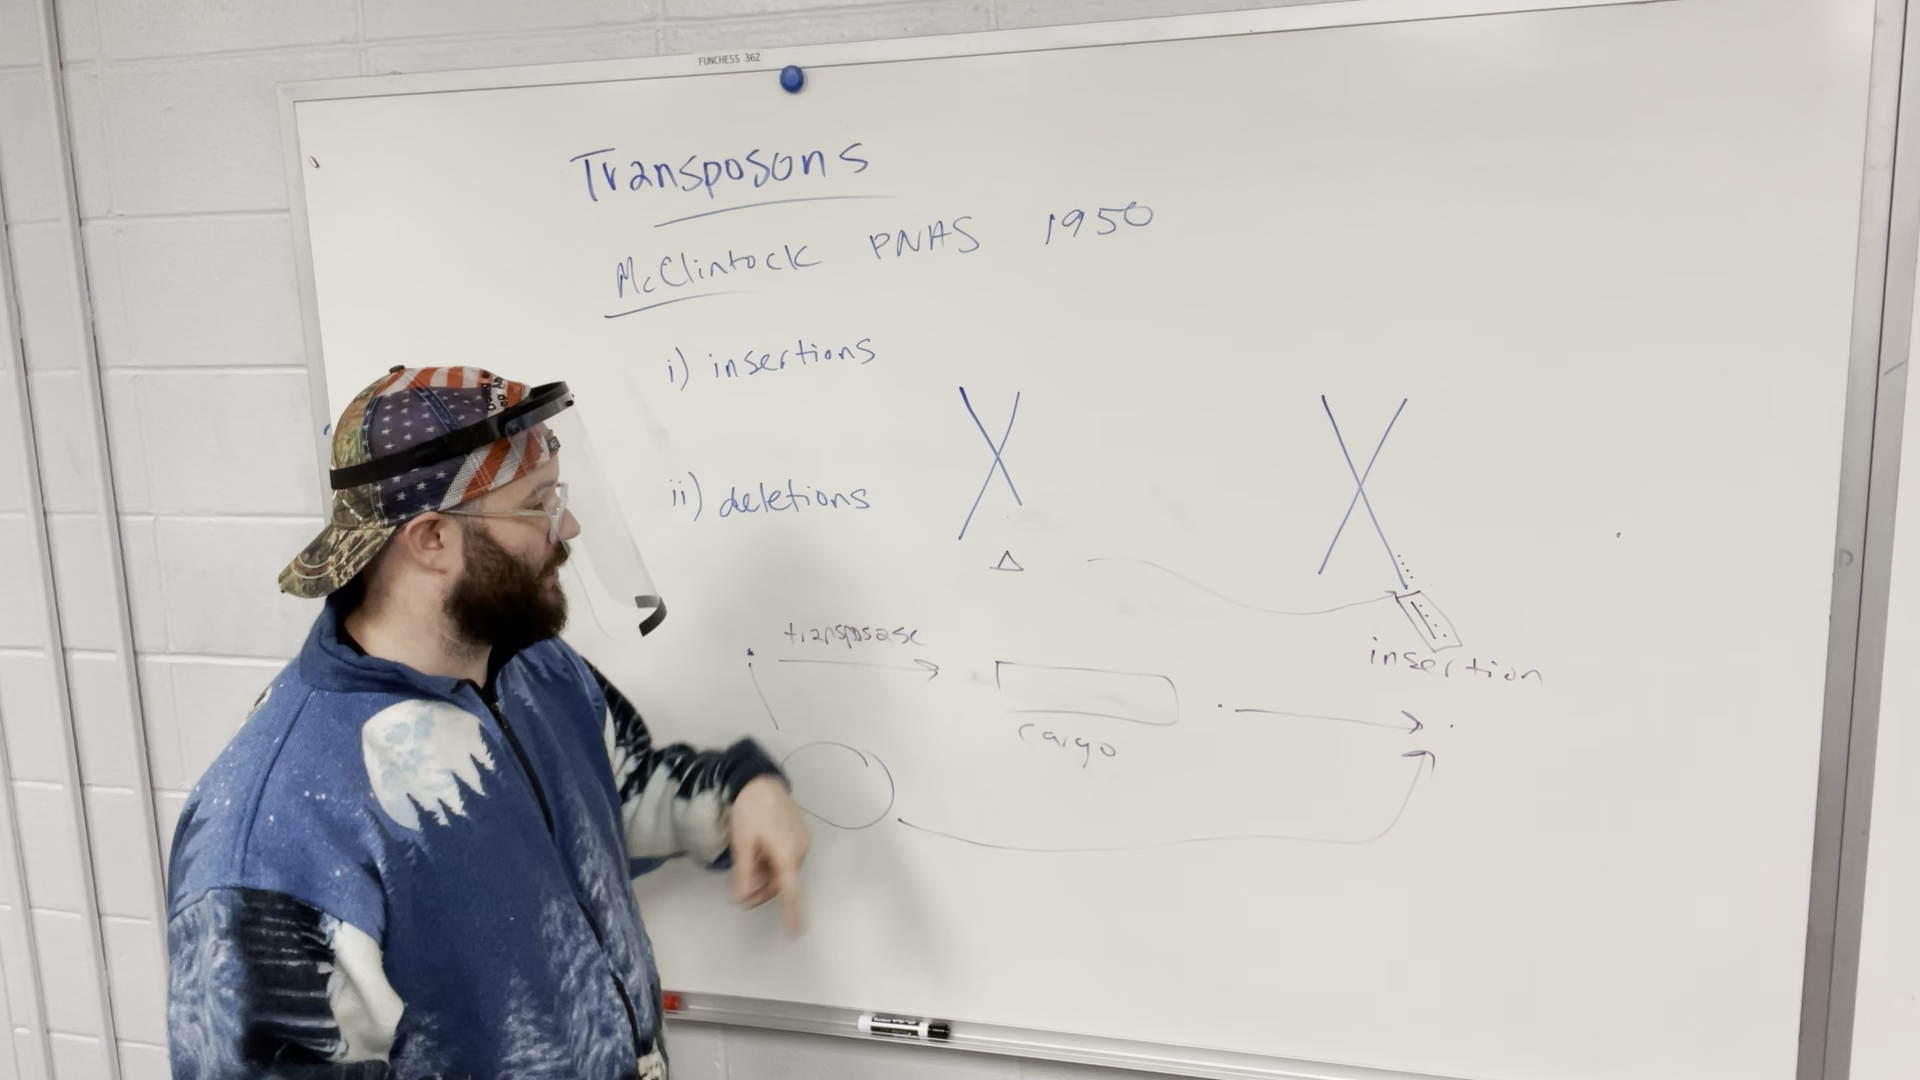 FUNCHESS 362
Transposons
McClintock PNAS 1950
i) insertions
ii) deletions
Δ
transposase
insertion
cargo